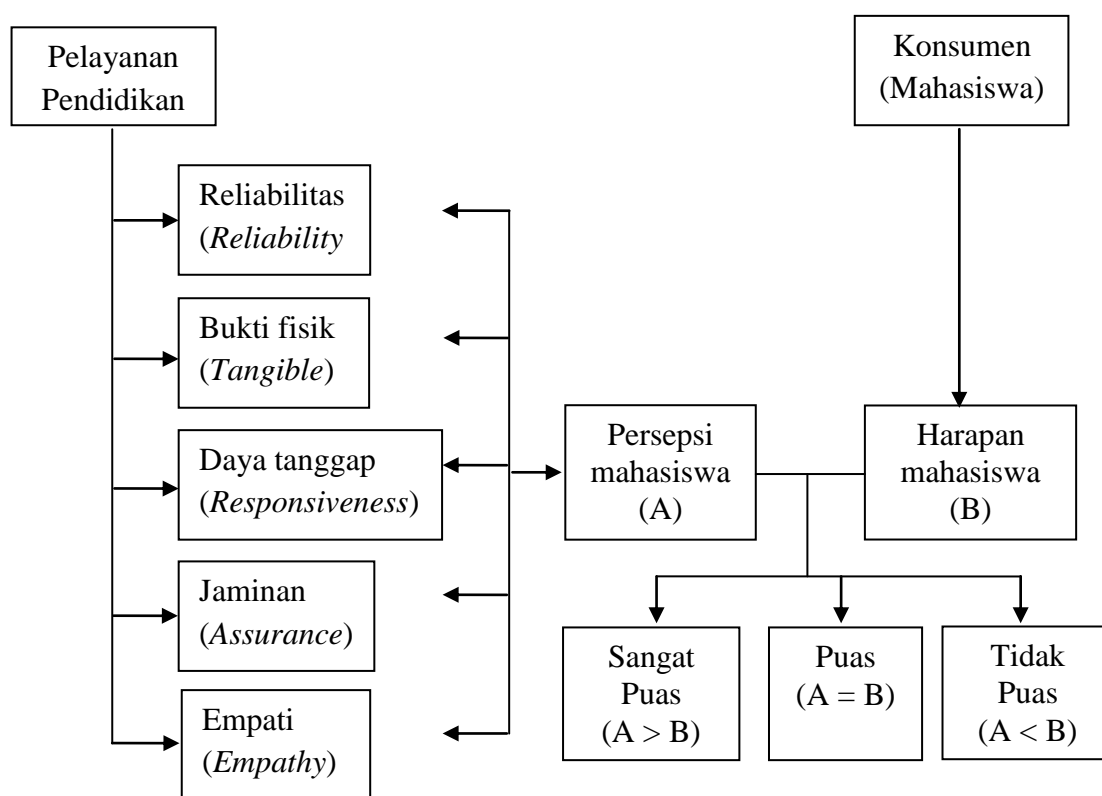 Pelayanan
Pendidikan
Konsumen
(Mahasiswa)
Reliabilitas
(Reliability
Bukti fisik
(Tangible)
Daya tanggap
(Responsiveness)
Jaminan
(Assurance)
Empati
(Empathy)
Persepsi
mahasiswa
(A)
Harapan
mahasiswa
(B)
Sangat
Puas
(A > B)
Puas
(A = B)
Tidak
Puas
(A < B)